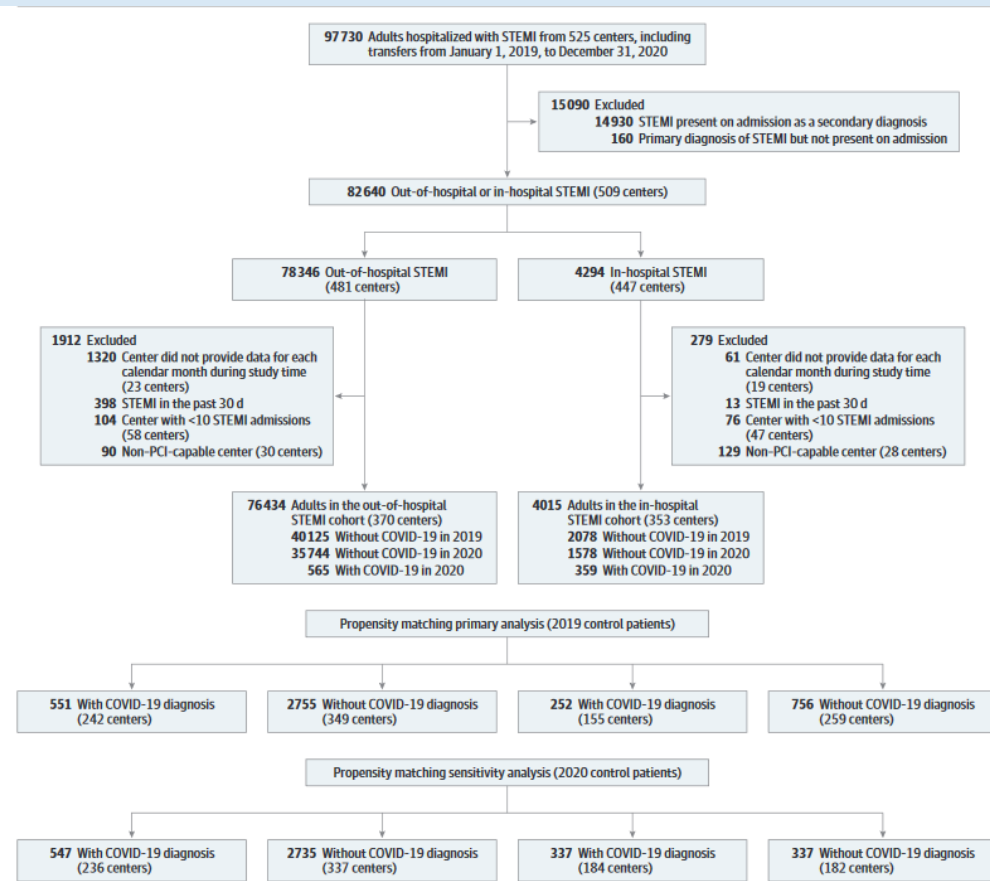 97730 Adults hospitalized with STEMI from 525 centers, including
transfers from January 1, 2019, to December 31, 2020
15090 Excluded
14930 STEMI present on admission as a secondary diagnosis
160 Primary diagnosis of STEMI but not present on admission
82640 Out-of-hospital or in-hospital STEMI (509 centers)
78346 Out-of-hospital STEMI
(481 centers)
4294 In-hospital STEMI
(447 centers)
1912 Excluded
1320 Center did not provide data for each
calendar month during study time
(23 centers)
398 STEMI in the past 30 d
104 Center with <10 STEMI admissions
(58 centers)
90 Non-PCI-capable center (30 centers)
279 Excluded
61 Center did not provide data for each
calendar month during study time
(19 centers)
13 STEMI in the past 30 d
76 Center with <10 STEMI admissions
(47 centers)
129 Non-PCI-capable center (28 centers)
76434 Adults in the out-of-hospital
STEMI cohort (370 centers)
40125 Without COVID-19 in 2019
35744 Without COVID-19 in 2020
565 With COVID-19 in 2020
4015 Adults in the in-hospital
STEMI cohort (353 centers)
2078 Without COVID-19 in 2019
1578 Without COVID-19 in 2020
359 With COVID-19 in 2020
Propensity matching primary analysis (2019 control patients)
551 With COVID-19 diagnosis
(242 centers)
2755 Without COVID-19 diagnosis
(349 centers)
252 With COVID-19 diagnosis
(155 centers)
756 Without COVID-19 diagnosis
(259 centers)
Propensity matching sensitivity analysis (2020 control patients)
547 With COVID-19 diagnosis
(236 centers)
2735 Without COVID-19 diagnosis
(337 centers)
337 With COVID-19 diagnosis
(184 centers)
337 Without COVID-19 diagnosis
(182 centers)